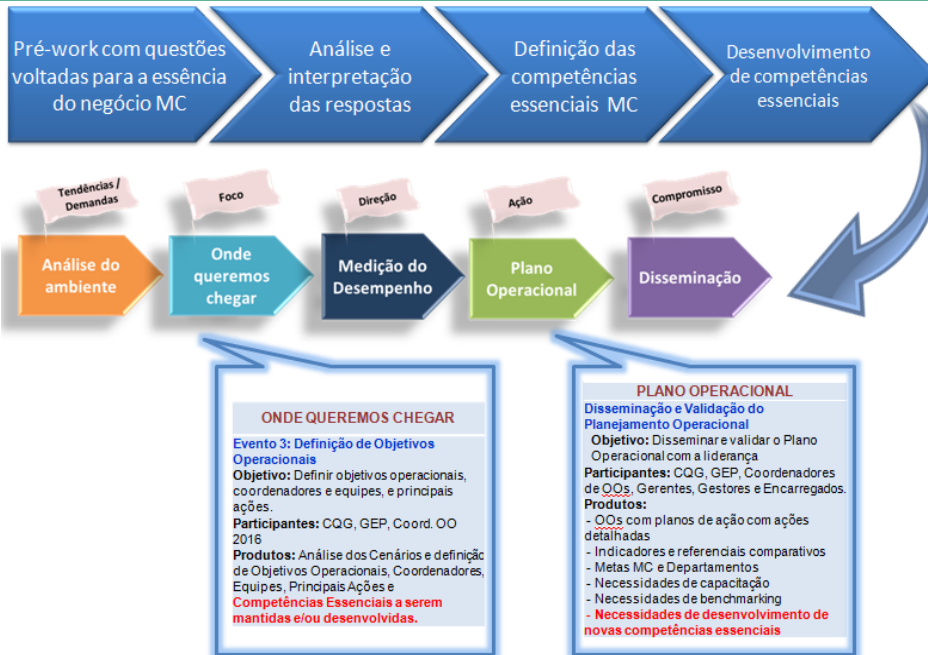 Pré-work com questões
voltadas para a essência
do negócio MC
Análise e
interpretação
das respostas
Definição das
competências
essenciais MC
Desenvolvimento
de competências
essenciais
Tendências /
Demandas
Foco
Direção
Ação
Compromisso
Análise do
ambiente
Onde
queremos
chegar
Medição do
Desempenho
Plano
Operacional
Disseminação
ONDE QUEREMOS CHEGAR
Evento 3: Definição de Objetivos
Operacionais
Objetivo: Definir objetivos operacionais,
coordenadores e equipes, e principais
ações.
Participantes: CQG, GEP, Coord. OO
2016
Produtos: Análise dos Cenários e definição
de Objetivos Operacionais, Coordenadores,
Equipes, Principais Ações e
Competências Essenciais a serem
mantidas e/ou desenvolvidas.
PLANO OPERACIONAL
Disseminação e Validação do
Planejamento Operacional
Objetivo: Disseminar e validar o Plano
Operacional com a liderança
Participantes: CQG, GEP, Coordenadores
de OOs, Gerentes, Gestores e Encarregados.
Produtos:
- OOs com planos de ação com ações
detalhadas
- Indicadores e referenciais comparativos
- Metas MC e Departamentos
- Necessidades de capacitação
- Necessidades de benchmarking
- Necessidades de desenvolvimento de
novas competências essenciais